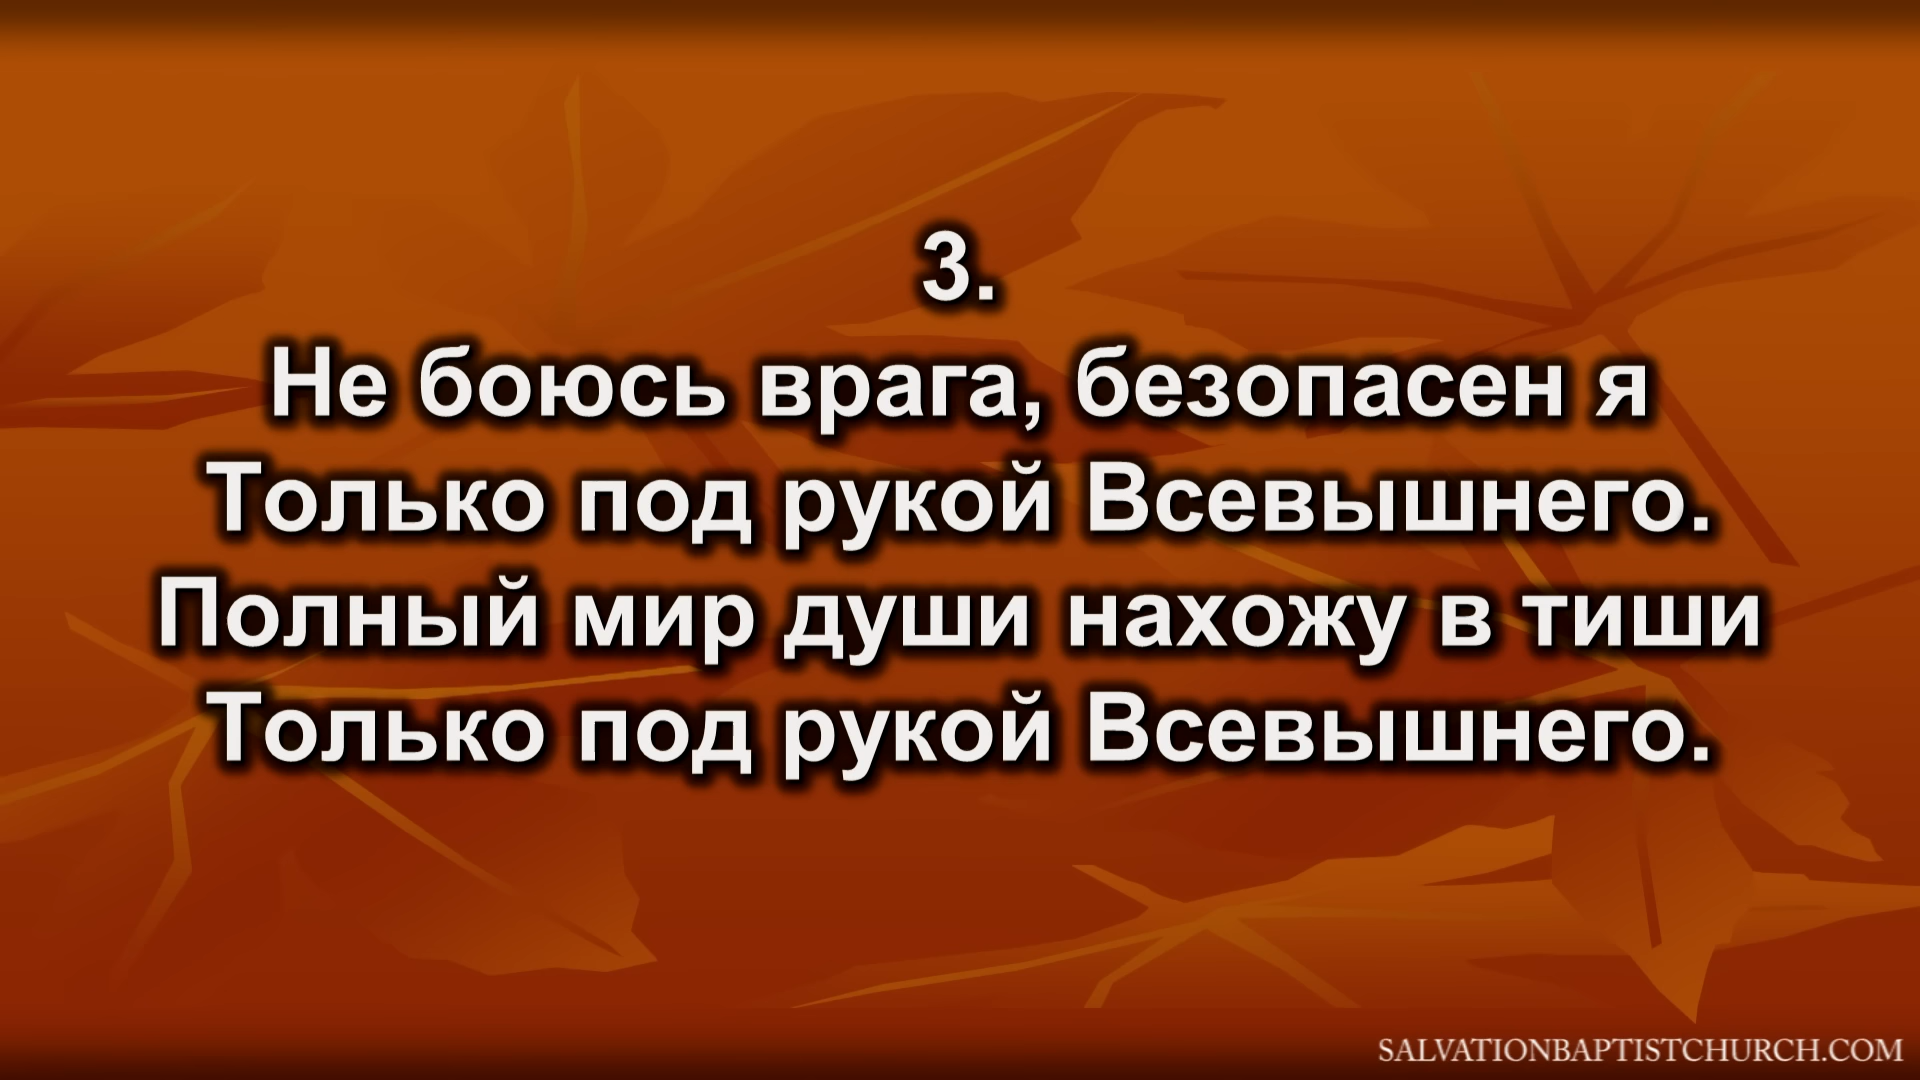 3.
Не боюсь врага, безопасен я
Только под рукой Всевышнего.
Полный мир души нахожу в тиши
Только под рукой Всевышнего.
SALVATIONBAPTISTCHURCH.COM